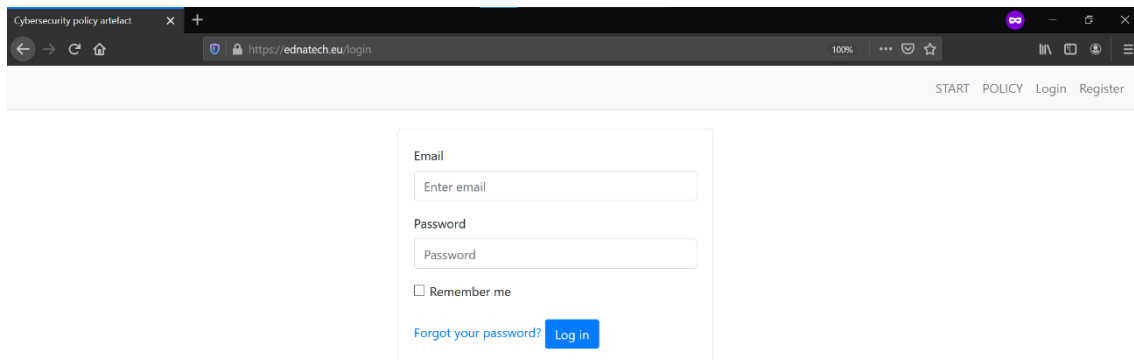 Cybersecurity policy artefact
https://ednatech.eu/login
100%
START POLICY Login Register
Email
Enter email
Password
Password
Remember me
Forgot your password? Log in